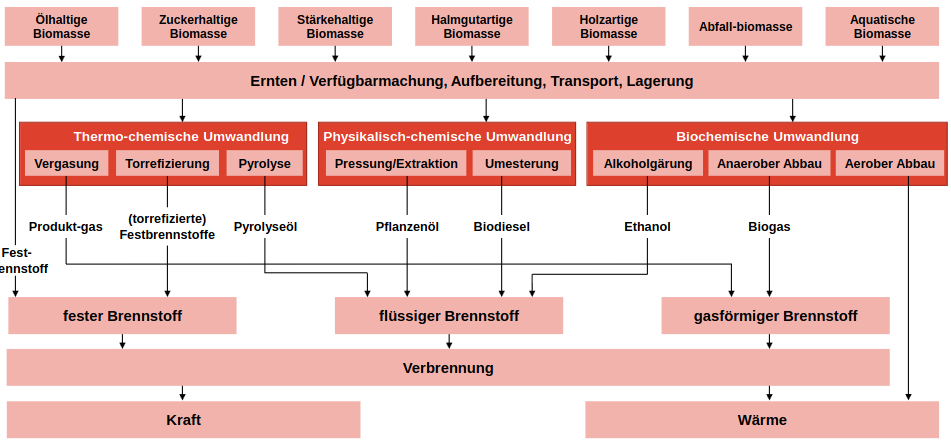 Ölhaltige
Biomasse
Zuckerhaltige
Biomasse
Stärkehaltige
Biomasse
Halmgutartige
Biomasse
Holzartige
Biomasse
Abfall-biomasse
Aquatische
Biomasse
Ernten / Verfügbarmachung, Aufbereitung, Transport, Lagerung
Thermo-chemische Umwandlung
Physikalisch-chemische Umwandlung
Biochemische Umwandlung
Vergasung
Torrefizierung
Pyrolyse
Pressung/Extraktion
Umesterung
Alkoholgärung
Anaerober Abbau
Aerober Abbau
Produkt-gas
(torrefizierte)
Festbrennstoffe
Pyrolyseöl
Pflanzenöl
Biodiesel
Ethanol
Biogas
Fest-
ennstoff
fester Brennstoff
flüssiger Brennstoff
gasförmiger Brennstoff
Verbrennung
Kraft
Wärme